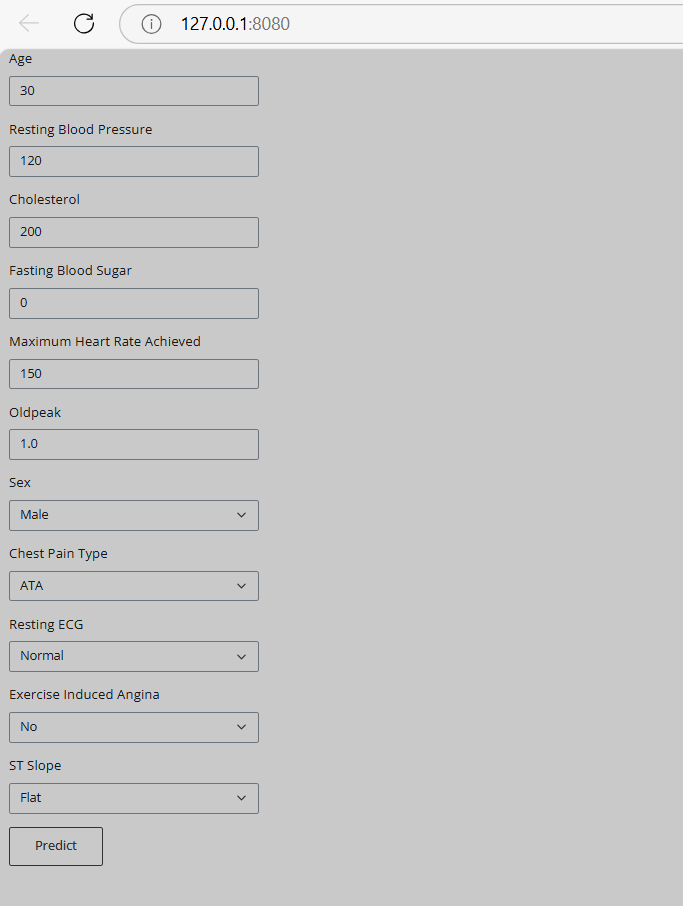 127.0.0.1:8080
Age
30
Resting Blood Pressure
120
Cholesterol
200
Fasting Blood Sugar
0
Maximum Heart Rate Achieved
150
Oldpeak
1.0
Sex
Male
Chest Pain Type
ATA
Resting ECG
Normal
Exercise Induced Angina
No
ST Slope
Flat
Predict